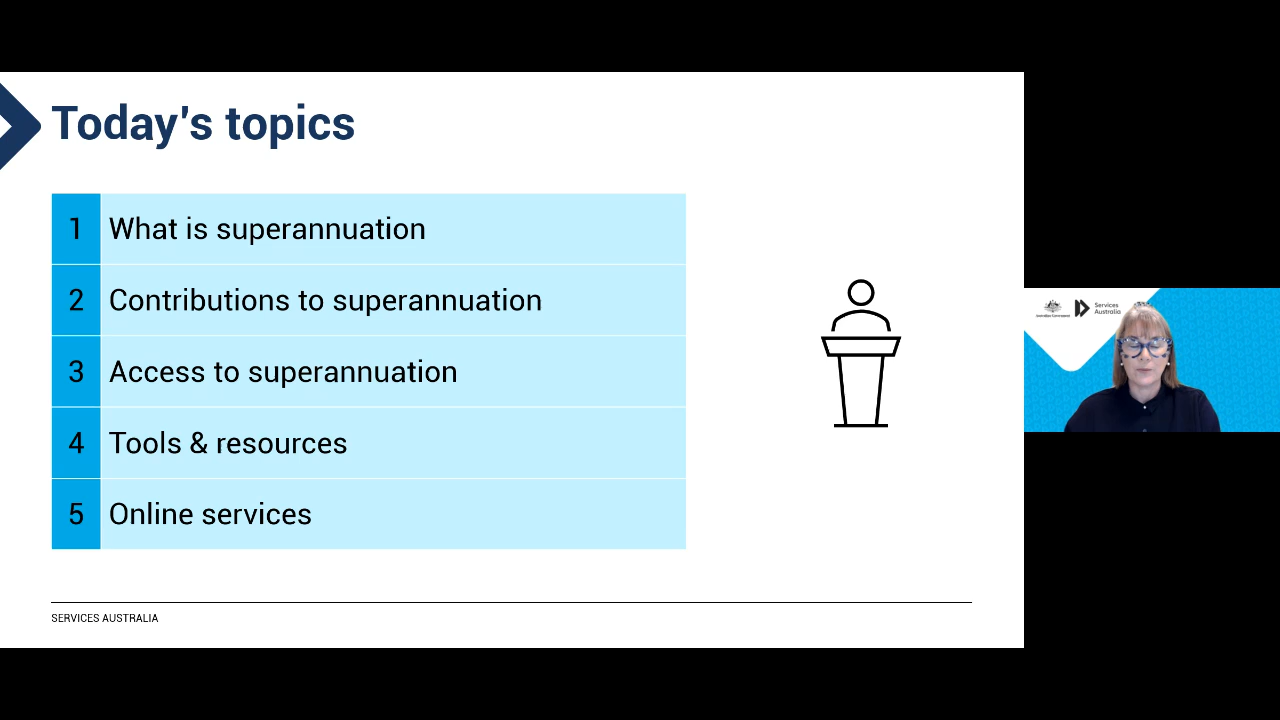 Today's topics
1 What is superannuation
2 Contributions to superannuation
3 Access to superannuation
4 Tools & resources
5 Online services
SERVICES AUSTRALIA
Services
Australia